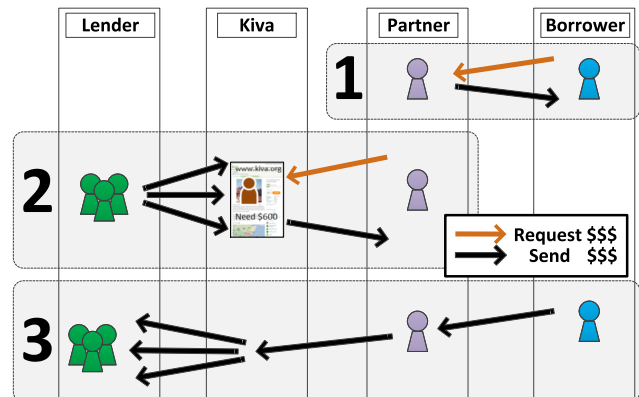 Lender
Kiva
Partner
Borrower
1
2
www.kiva.org
Need $600
Request $$$
Send $$$
3